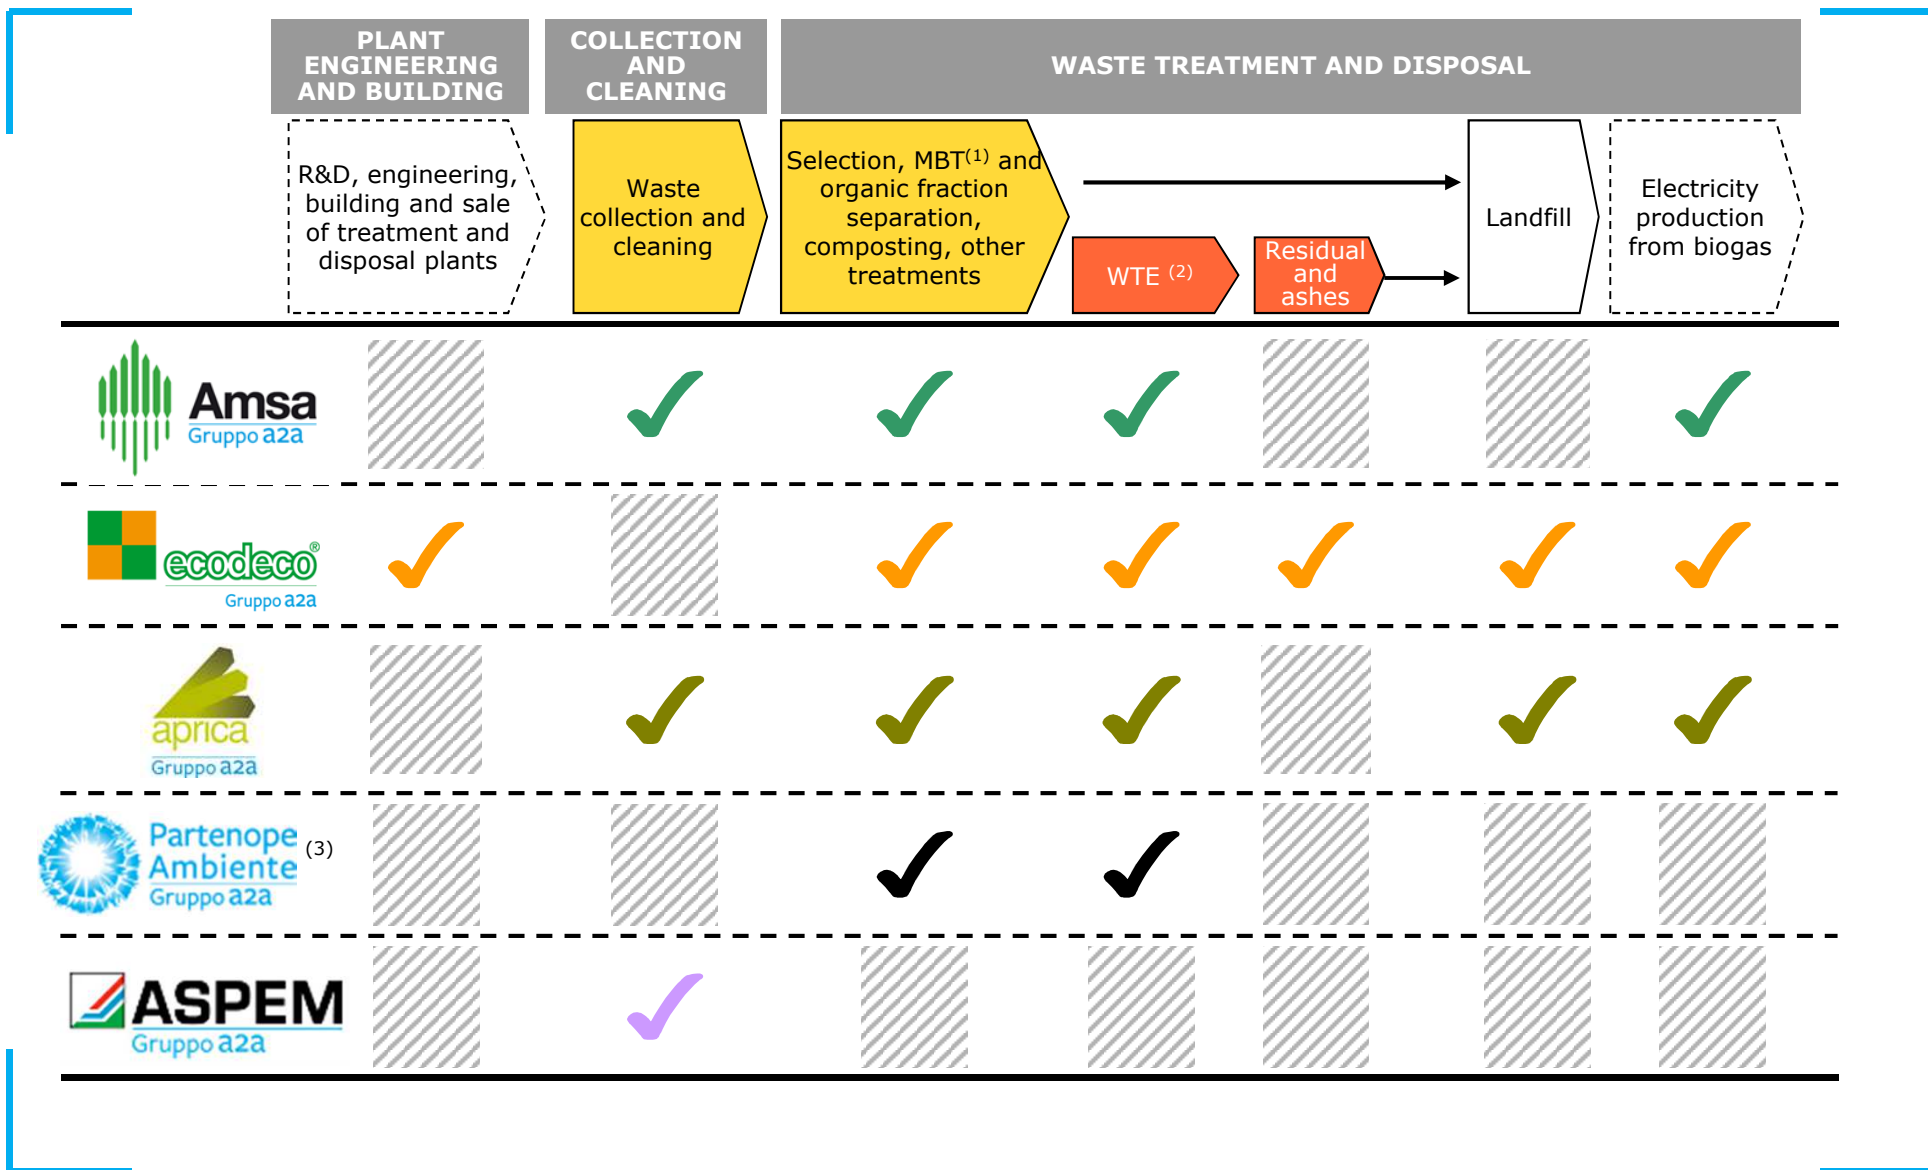 PLANT
ENGINEERING
AND BUILDING
COLLECTION
AND
CLEANING
WASTE TREATMENT AND DISPOSAL
R&D, engineering,
building and sale
of treatment and
disposal plants
Waste
collection and
cleaning
Selection, MBT(1) and
organic fraction
separation,
composting, other
treatments
WTE (2)
Residual
and
ashes
Landfill
Electricity
production
from biogas
Amsa
Gruppo a2a
ecodeco®
Gruppo a2a
aprica
Gruppo a2a
Partenope (3)
Ambiente
Gruppo a2a
ASPEM
Gruppo a2a